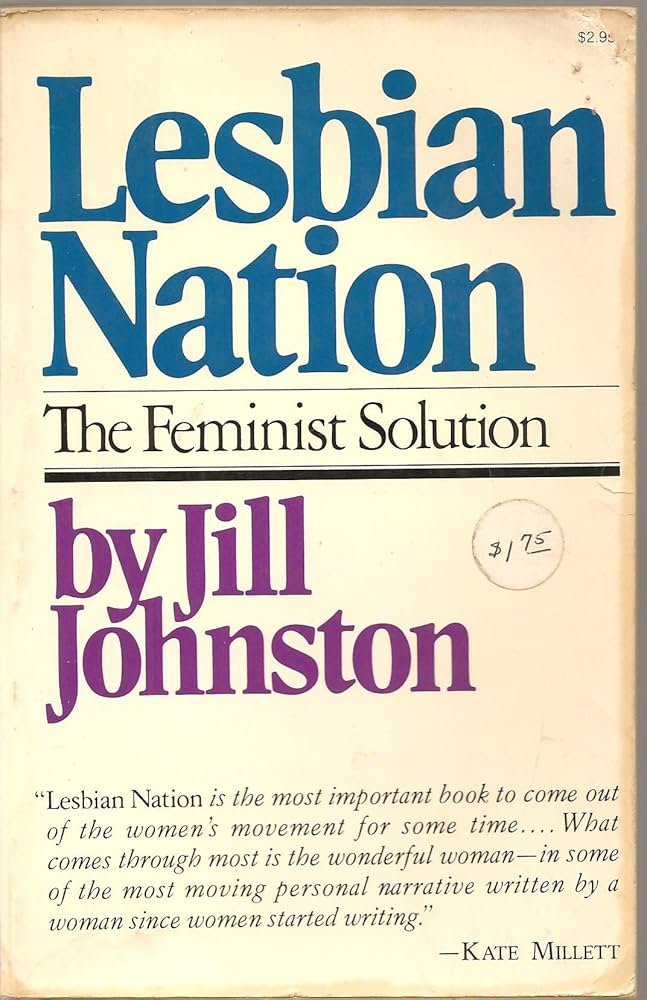 $2.95
Lesbian
Nation
The Feminist Solution
by Jill
Johnston
$1.75
“Lesbian Nation is the most important book to come out
of the women’s movement for some time.... What
comes through most is the wonderful woman—in some
of the most moving personal narrative written by a
woman since women started writing.”
—KATE MILLETT